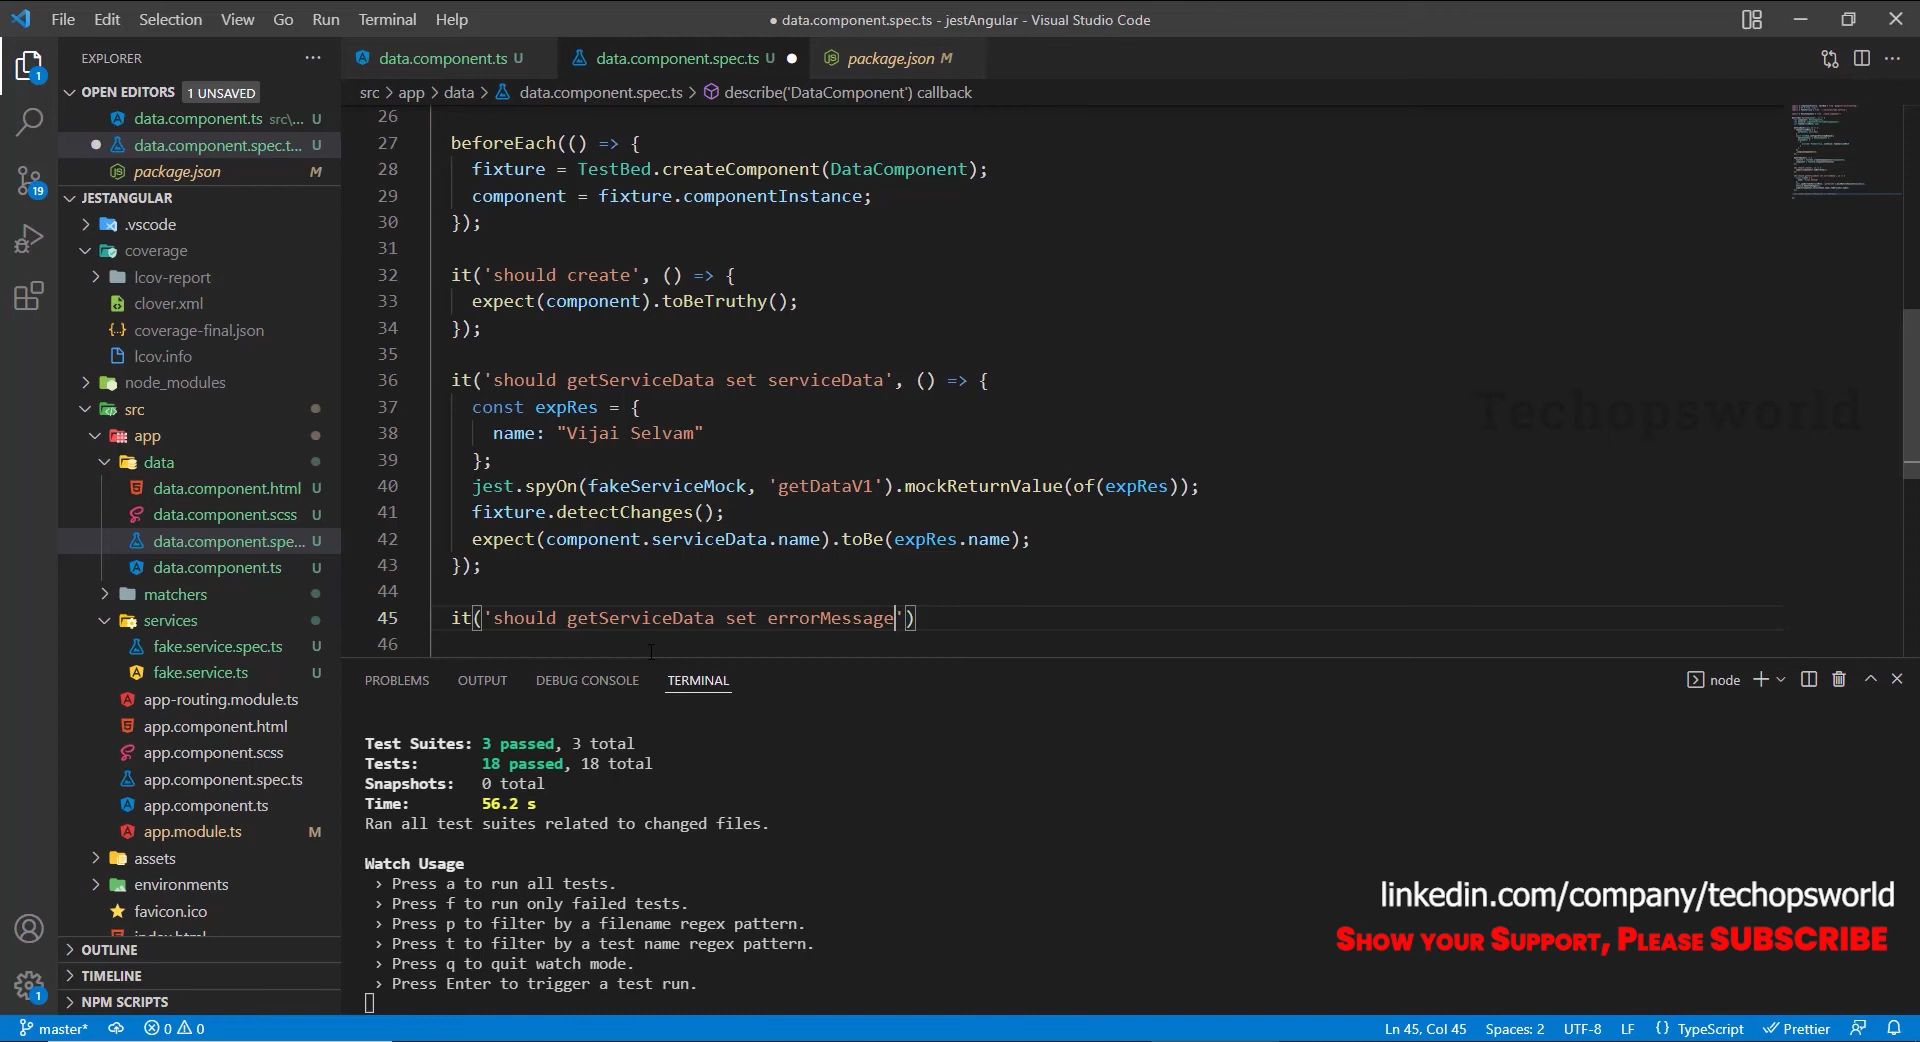 File Edit Selection View Go Run Terminal Help
● data.component.spec.ts - jestAngular - Visual Studio Code
EXPLORER
OPEN EDITORS 1 UNSAVED
data.component.ts src\... U
data.component.spec.t... U
package.json M
JESTANGULAR
.vscode
coverage
lcov-report
clover.xml
coverage-final.json
lcov.info
node_modules
src
app
data
data.component.html U
data.component.scss U
data.component.spe... U
data.component.ts U
matchers
services
fake.service.spec.ts U
fake.service.ts U
app-routing.module.ts
app.component.html
app.component.scss
app.component.spec.ts
app.component.ts
app.module.ts M
assets
environments
favicon.ico
index.html
OUTLINE
TIMELINE
NPM SCRIPTS
1
19
1
data.component.ts U
data.component.spec.ts U ●
package.json M
src > app > data > data.component.spec.ts > describe('DataComponent') callback
26
27 beforeEach(() => {
28 fixture = TestBed.createComponent(DataComponent);
29 component = fixture.componentInstance;
30 });
31
32 it('should create', () => {
33 expect(component).toBeTruthy();
34 });
35
36 it('should getServiceData set serviceData', () => {
37 const expRes = {
38 name: "Vijai Selvam"
39 };
40 jest.spyOn(fakeServiceMock, 'getDataV1').mockReturnValue(of(expRes));
41 fixture.detectChanges();
42 expect(component.serviceData.name).toBe(expRes.name);
43 });
44
45 it('should getServiceData set errorMessage')
46
Techopsworld
PROBLEMS OUTPUT DEBUG CONSOLE TERMINAL
node
Test Suites: 3 passed, 3 total
Tests: 18 passed, 18 total
Snapshots: 0 total
Time: 56.2 s
Ran all test suites related to changed files.
Watch Usage
› Press a to run all tests.
› Press f to run only failed tests.
› Press p to filter by a filename regex pattern.
› Press t to filter by a test name regex pattern.
› Press q to quit watch mode.
› Press Enter to trigger a test run.
linkedin.com/company/techopsworld
Show your Support, Please SUBSCRIBE
master* 0 0
Ln 45, Col 45 Spaces: 2 UTF-8 LF {} TypeScript Prettier